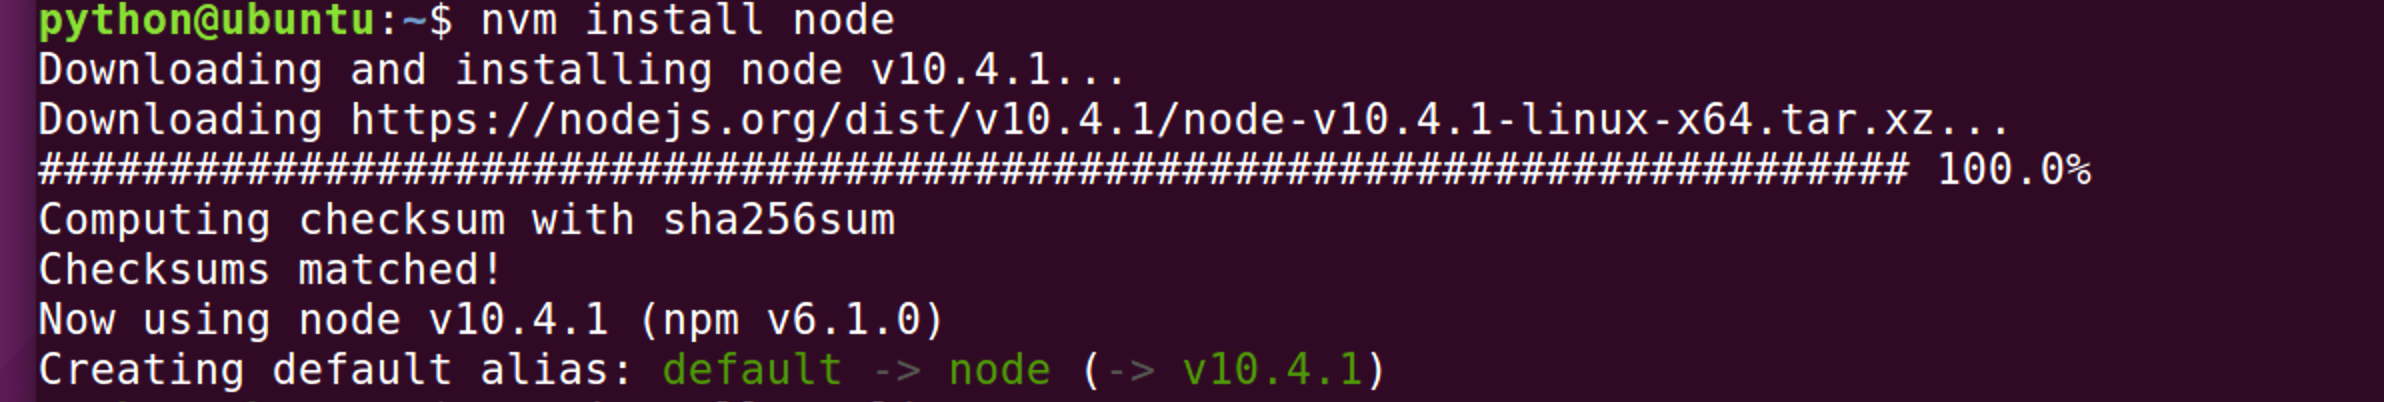 python@ubuntu:~$ nvm install node
Downloading and installing node v10.4.1...
Downloading https://nodejs.org/dist/v10.4.1/node-v10.4.1-linux-x64.tar.xz...
######################################################################## 100.0%
Computing checksum with sha256sum
Checksums matched!
Now using node v10.4.1 (npm v6.1.0)
Creating default alias: default -> node (-> v10.4.1)